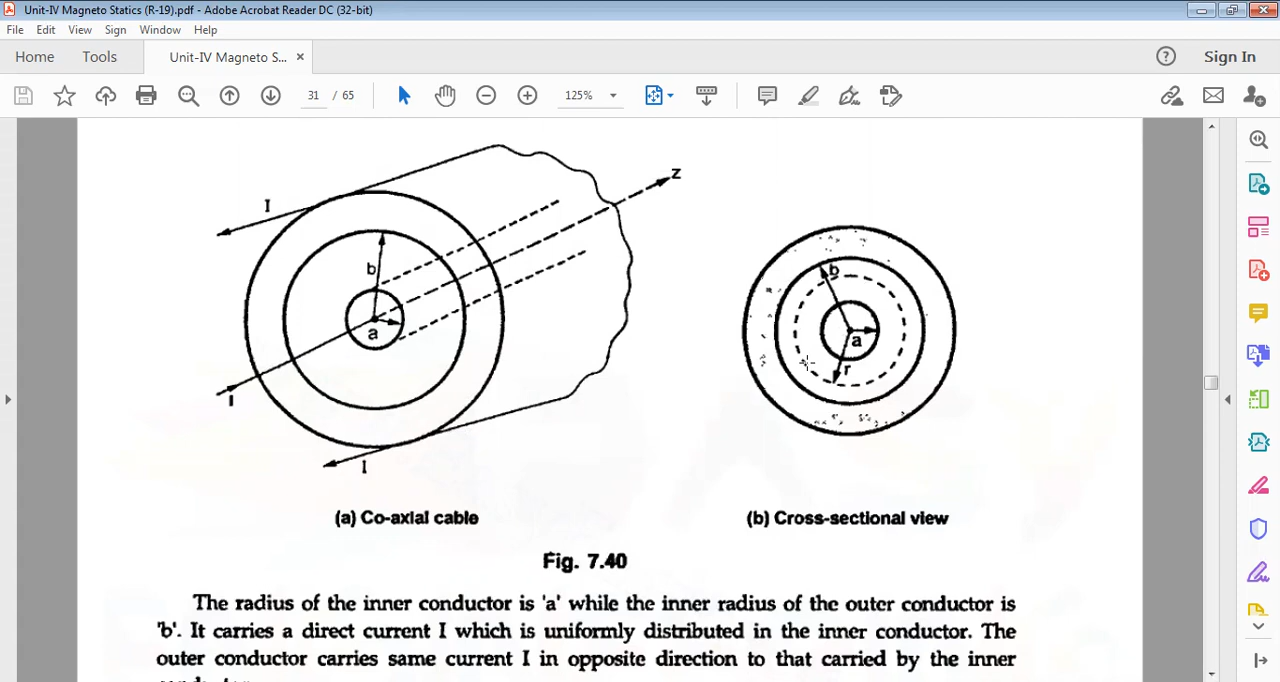 Unit-IV Magneto Statics (R-19).pdf - Adobe Acrobat Reader DC (32-bit)
File Edit View Sign Window Help
Home Tools Unit-IV Magneto S... × Sign In
31 / 65 125%
Z
I
b
a
I
I
b
a
r
(a) Co-axial cable (b) Cross-sectional view
Fig. 7.40
The radius of the inner conductor is 'a' while the inner radius of the outer conductor is
'b'. It carries a direct current I which is uniformly distributed in the inner conductor. The
outer conductor carries same current I in opposite direction to that carried by the inner